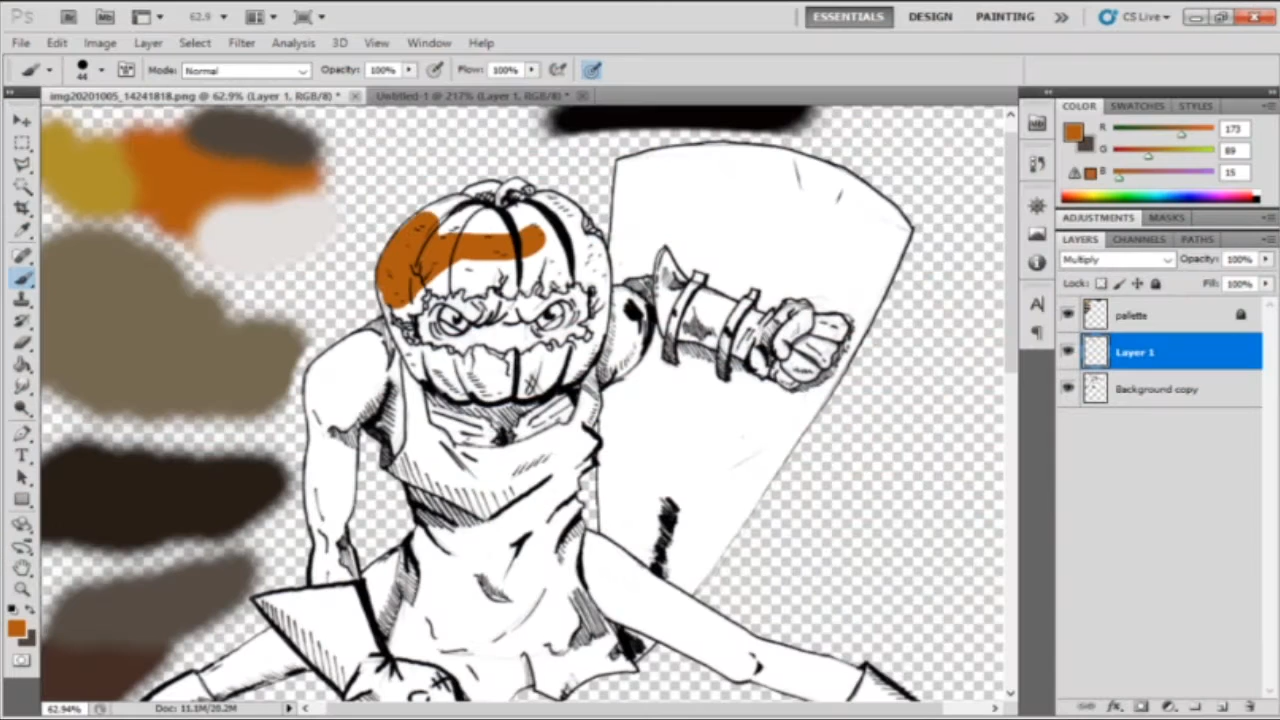 Ps Br Mb 62.9 ESSENTIALS DESIGN PAINTING CS Live
File Edit Image Layer Select Filter Analysis 3D View Window Help
44 Mode: Normal Opacity: 100% Flow: 100%
img20201005_14241818.png @ 62.9% (Layer 1, RGB/8) * Untitled-1 @ 217% (Layer 1, RGB/8) *
COLOR SWATCHES STYLES
R 173
G 89
B 15
ADJUSTMENTS MASKS
LAYERS CHANNELS PATHS
Multiply Opacity: 100%
Lock: Fill: 100%
pallette
Layer 1
Background copy
62.94% Doc: 11.1M/20.2M